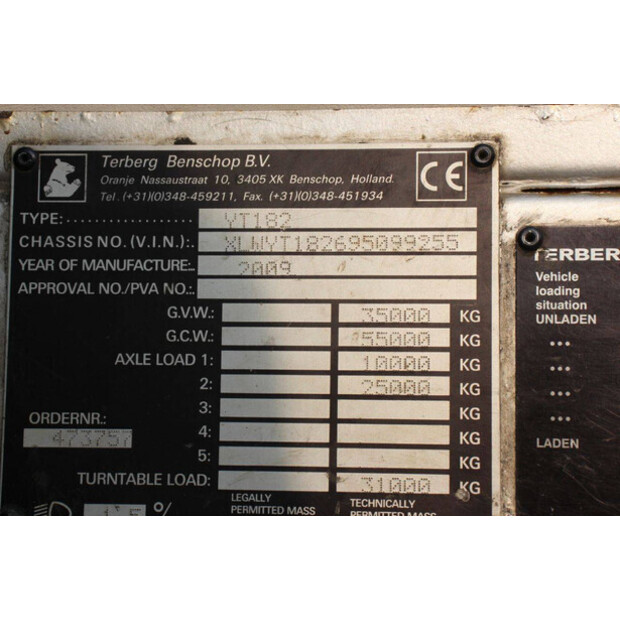 Terberg Benschop B.V.
Oranje Nassaustraat 10, 3405 XK Benschop, Holland.
Tel. (+31)(0)348-459211, Fax. (+31)(0)348-451934
CE
TYPE:.................. YT182
CHASSIS NO. (V.I.N.):. XLWYT182695099255
YEAR OF MANUFACTURE:.. 2009
APPROVAL NO./PVA NO.:..
G.V.W.: 35000 KG
G.C.W.: 55000 KG
AXLE LOAD 1: 10000 KG
2: 25000 KG
3: KG
4: KG
5: KG
TURNTABLE LOAD: 31000 KG
ORDERNR.:
473757
LEGALLY
PERMITTED MASS
TECHNICALLY
PERMITTED MASS
%
TERBER
Vehicle
loading
situation
UNLADEN
•••
•••
•••
•••
LADEN